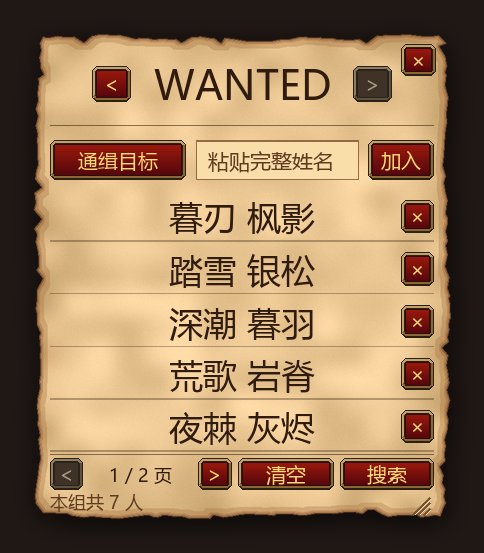 ×
< WANTED >
通缉目标 粘贴完整姓名 加入
暮刃 枫影 ×
踏雪 银松 ×
深潮 暮羽 ×
荒歌 岩脊 ×
夜棘 灰烬 ×
< 1 / 2 页 > 清空 搜索
本组共 7 人